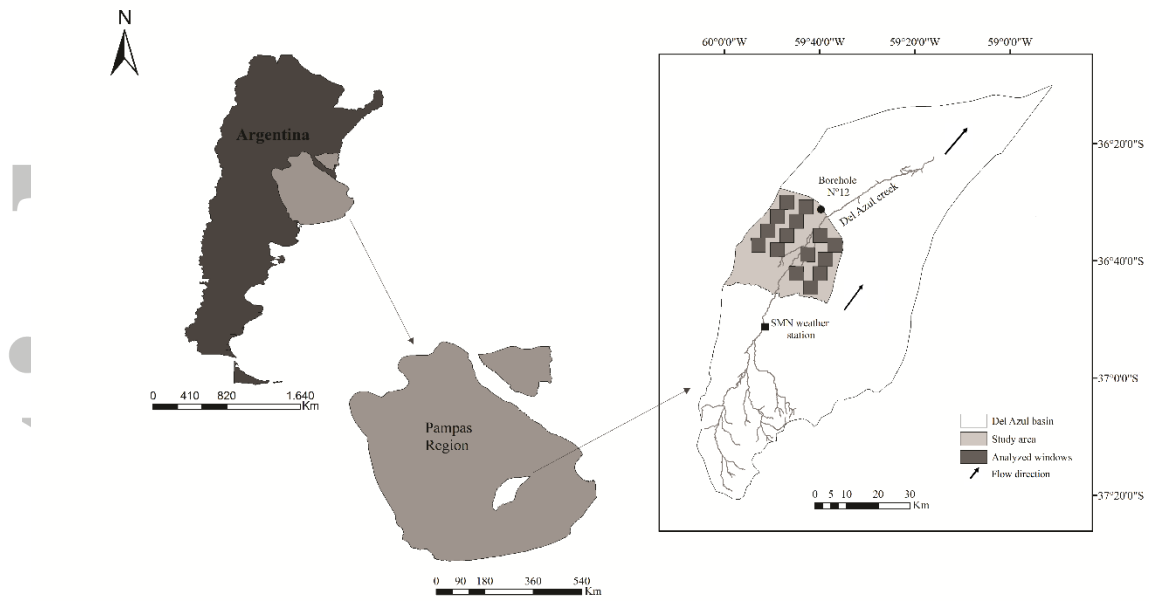 N
Argentina
0 410 820 1.640
Km
Pampas
Region
0 90 180 360 540
Km
60°0'0"W 59°40'0"W 59°20'0"W 59°0'0"W
36°20'0"S
36°40'0"S
37°0'0"S
37°20'0"S
Borehole
N°12
Del Azul creek
SMN weather
station
Del Azul basin
Study area
Analyzed windows
Flow direction
0 5 10 20 30
Km